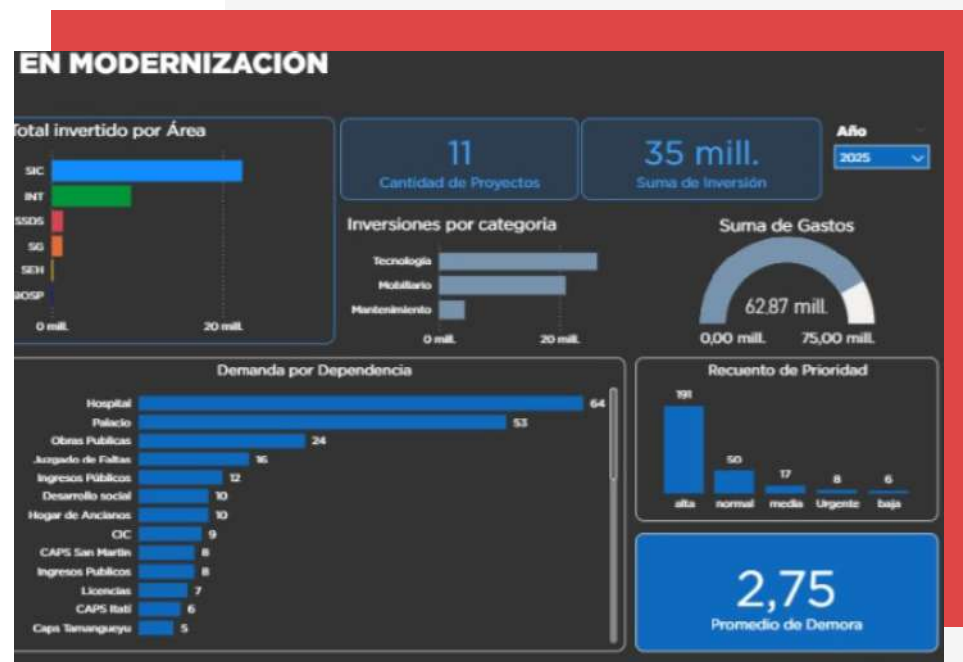 EN MODERNIZACIÓN
Total invertido por Área
SIC
INT
SSDS
SG
SEH
0 mill.
20 mill.
11
Cantidad de Proyectos
35 mill.
Suma de Inversión
Año
2025
Inversiones por categoria
Tecnología
Mobiliario
Mantenimiento
0 mill.
20 mill.
Suma de Gastos
62,87 mill.
0,00 mill.
75,00 mill.
Demanda por Dependencia
Hospital 64
Palacio 53
Obras Publicas 24
Juzgado de Faltas 16
Ingresos Públicos 12
Desarrollo social 10
Hogar de Ancianos 10
CIC 9
CAPS San Martin 8
Ingresos Publicos 8
Licencias 7
CAPS Itatí 6
Caps Tamangueyu 5
Recuento de Prioridad
191
50
17
8
6
alta
normal
media
Urgente
baja
2,75
Promedio de Demora